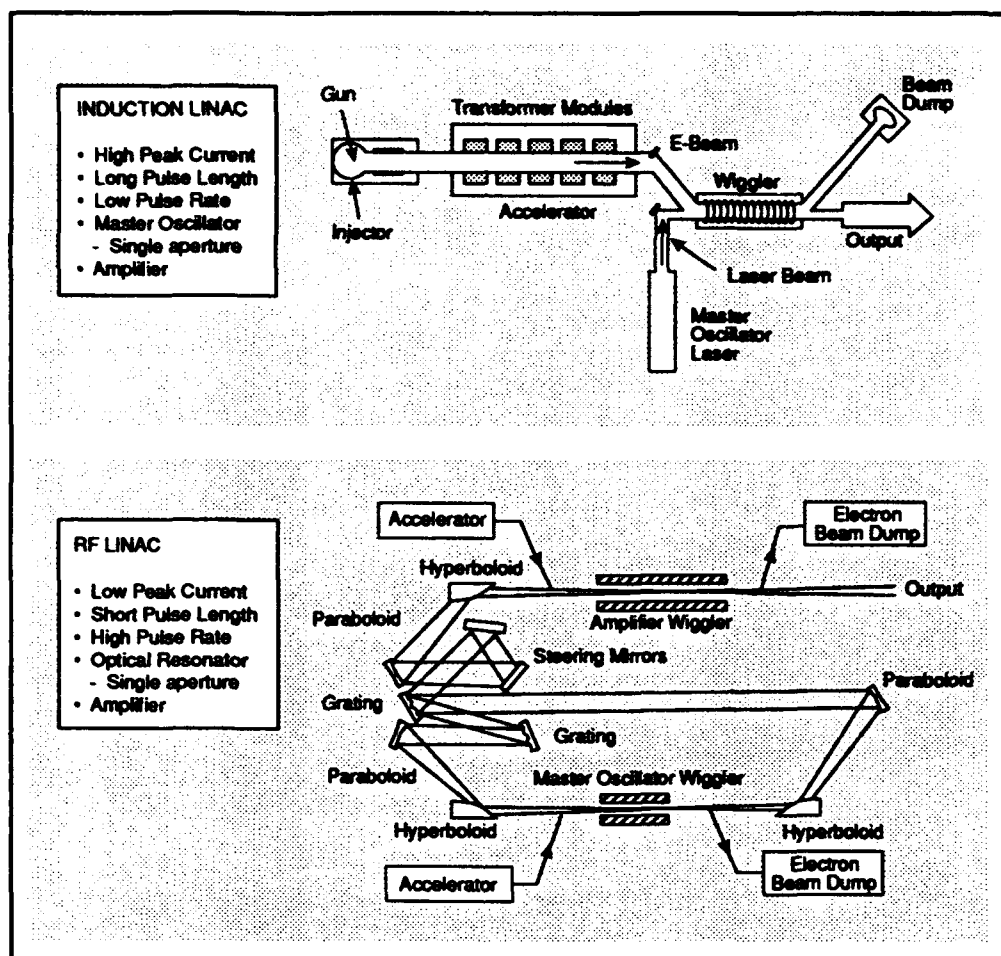 INDUCTION LINAC
• High Peak Current
• Long Pulse Length
• Low Pulse Rate
• Master Oscillator
- Single aperture
• Amplifier
Gun
Injector
Transformer Modules
Accelerator
E-Beam
Wiggler
Beam
Dump
Output
Laser Beam
Master
Oscillator
Laser
RF LINAC
• Low Peak Current
• Short Pulse Length
• High Pulse Rate
• Optical Resonator
- Single aperture
• Amplifier
Accelerator
Electron
Beam Dump
Hyperboloid
Output
Paraboloid
Amplifier Wiggler
Steering Mirrors
Paraboloid
Grating
Grating
Paraboloid
Master Oscillator Wiggler
Hyperboloid
Hyperboloid
Accelerator
Electron
Beam Dump